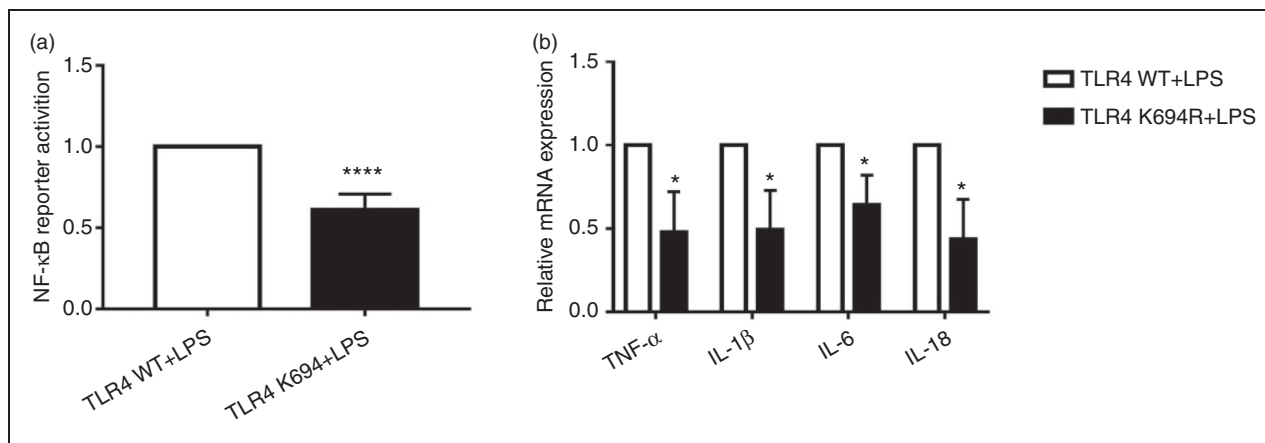 (a)
NF-κB reporter activition
1.5
1.0
0.5
0.0
****
TLR4 WT+LPS
TLR4 K694+LPS
(b)
Relative mRNA expression
1.5
1.0
0.5
0.0
*
*
*
*
TNF-α
IL-1β
IL-6
IL-18
TLR4 WT+LPS
TLR4 K694R+LPS